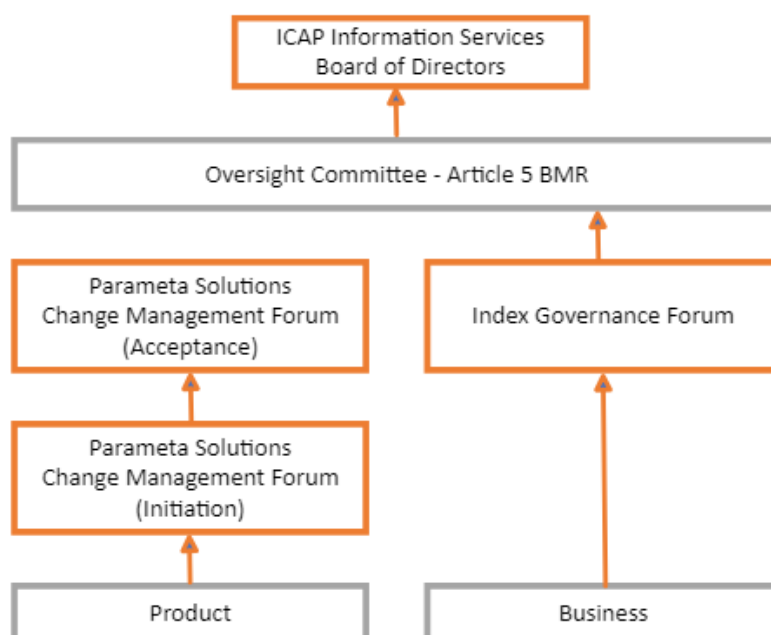 ICAP Information Services
Board of Directors
Oversight Committee - Article 5 BMR
Parameta Solutions
Change Management Forum
(Acceptance)
Index Governance Forum
Parameta Solutions
Change Management Forum
(Initiation)
Product
Business